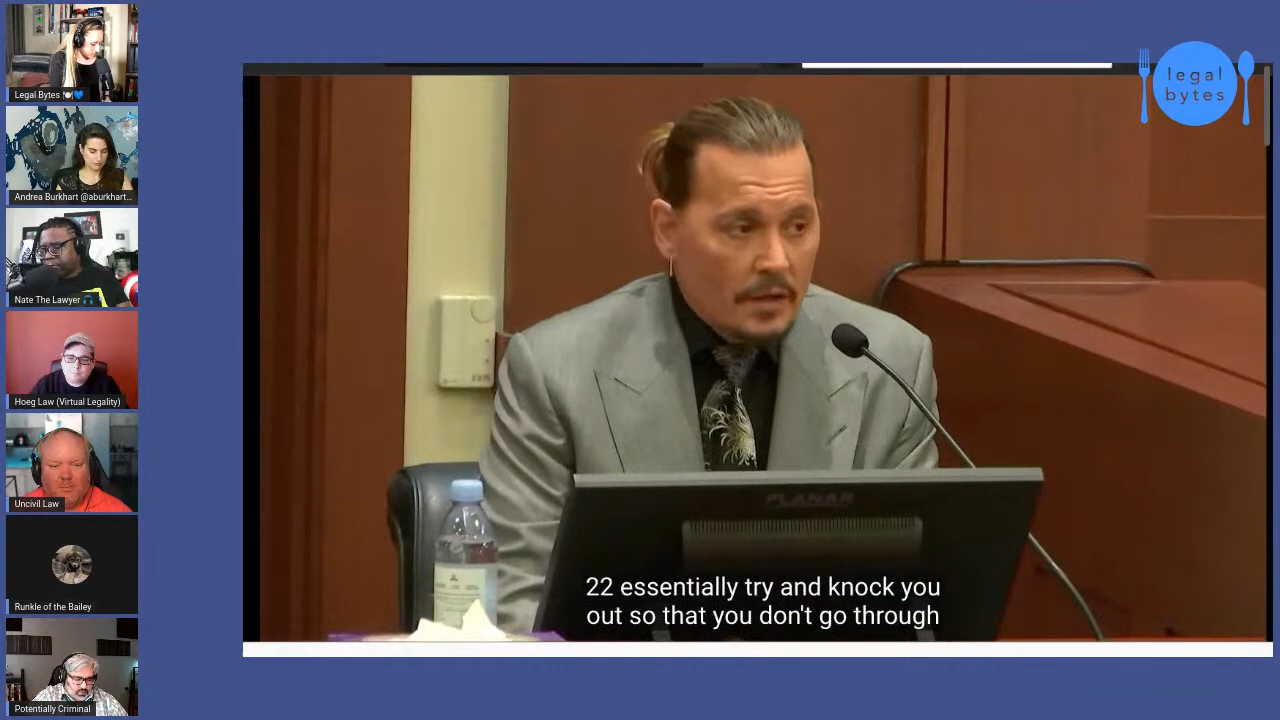 Legal Bytes
Andrea Burkhart @aburkhart...
Nate The Lawyer
Hoeg Law (Virtual Legality)
Uncivil Law
Runkle of the Bailey
Potentially Criminal
legal
bytes
PLANAR
22 essentially try and knock you
out so that you don't go through